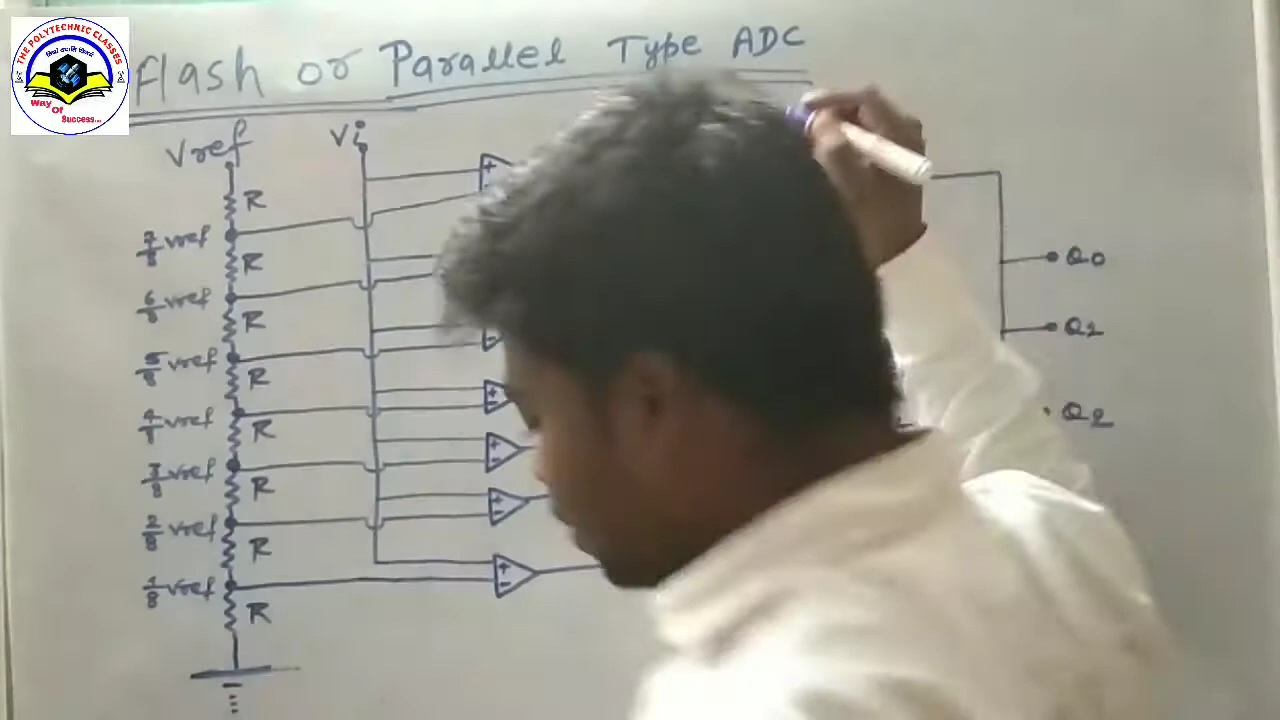 THE POLYTECHNIC CLASSES
Way
Of
Success...
Flash or Parallel Type ADC
Vref
Vi
R
7/8 Vref
R
6/8 Vref
R
5/8 Vref
R
4/8 Vref
R
3/8 Vref
R
2/8 Vref
R
1/8 Vref
R
+
+
-
+
-
+
-
+
-
Q0
Q1
Q2